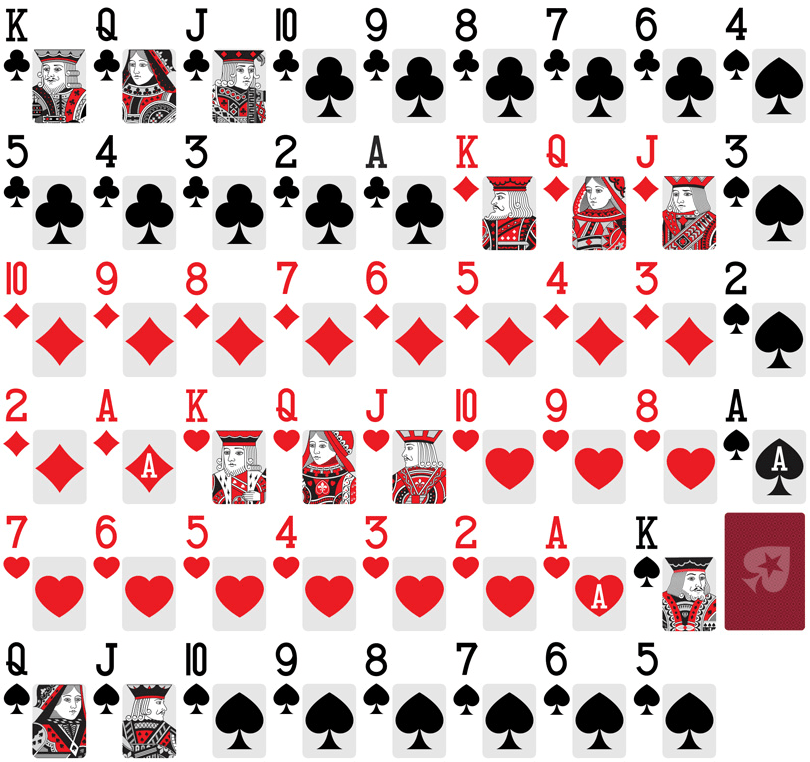 K Q J 10 9 8 7 6 4
5 4 3 2 A K Q J 3
10 9 8 7 6 5 4 3 2
2 A K Q J 10 9 8 A
A A
7 6 5 4 3 2 A K
A
Q J 10 9 8 7 6 5